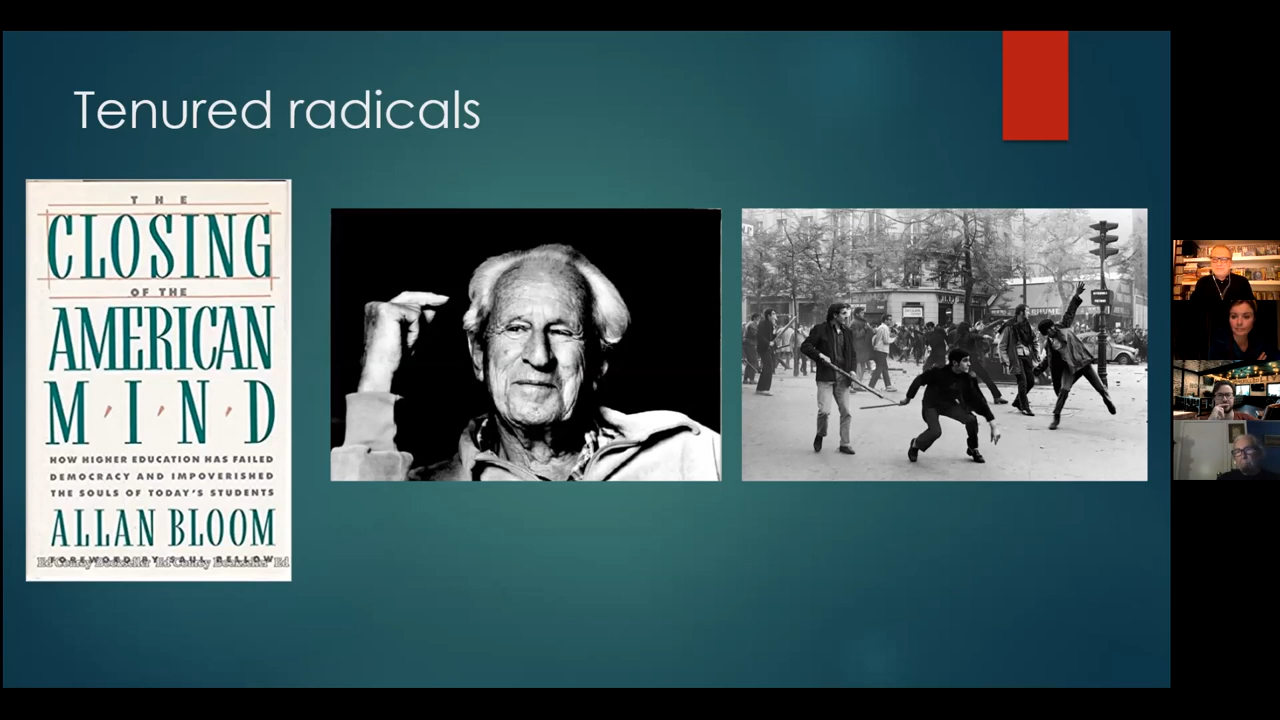 Tenured radicals
THE
CLOSING
OF THE
AMERICAN
M'I'N'D
HOW HIGHER EDUCATION HAS FAILED
DEMOCRACY AND IMPOVERISHED
THE SOULS OF TODAY'S STUDENTS
ALLAN BLOOM
FOREWORD BY SAUL BELLOW